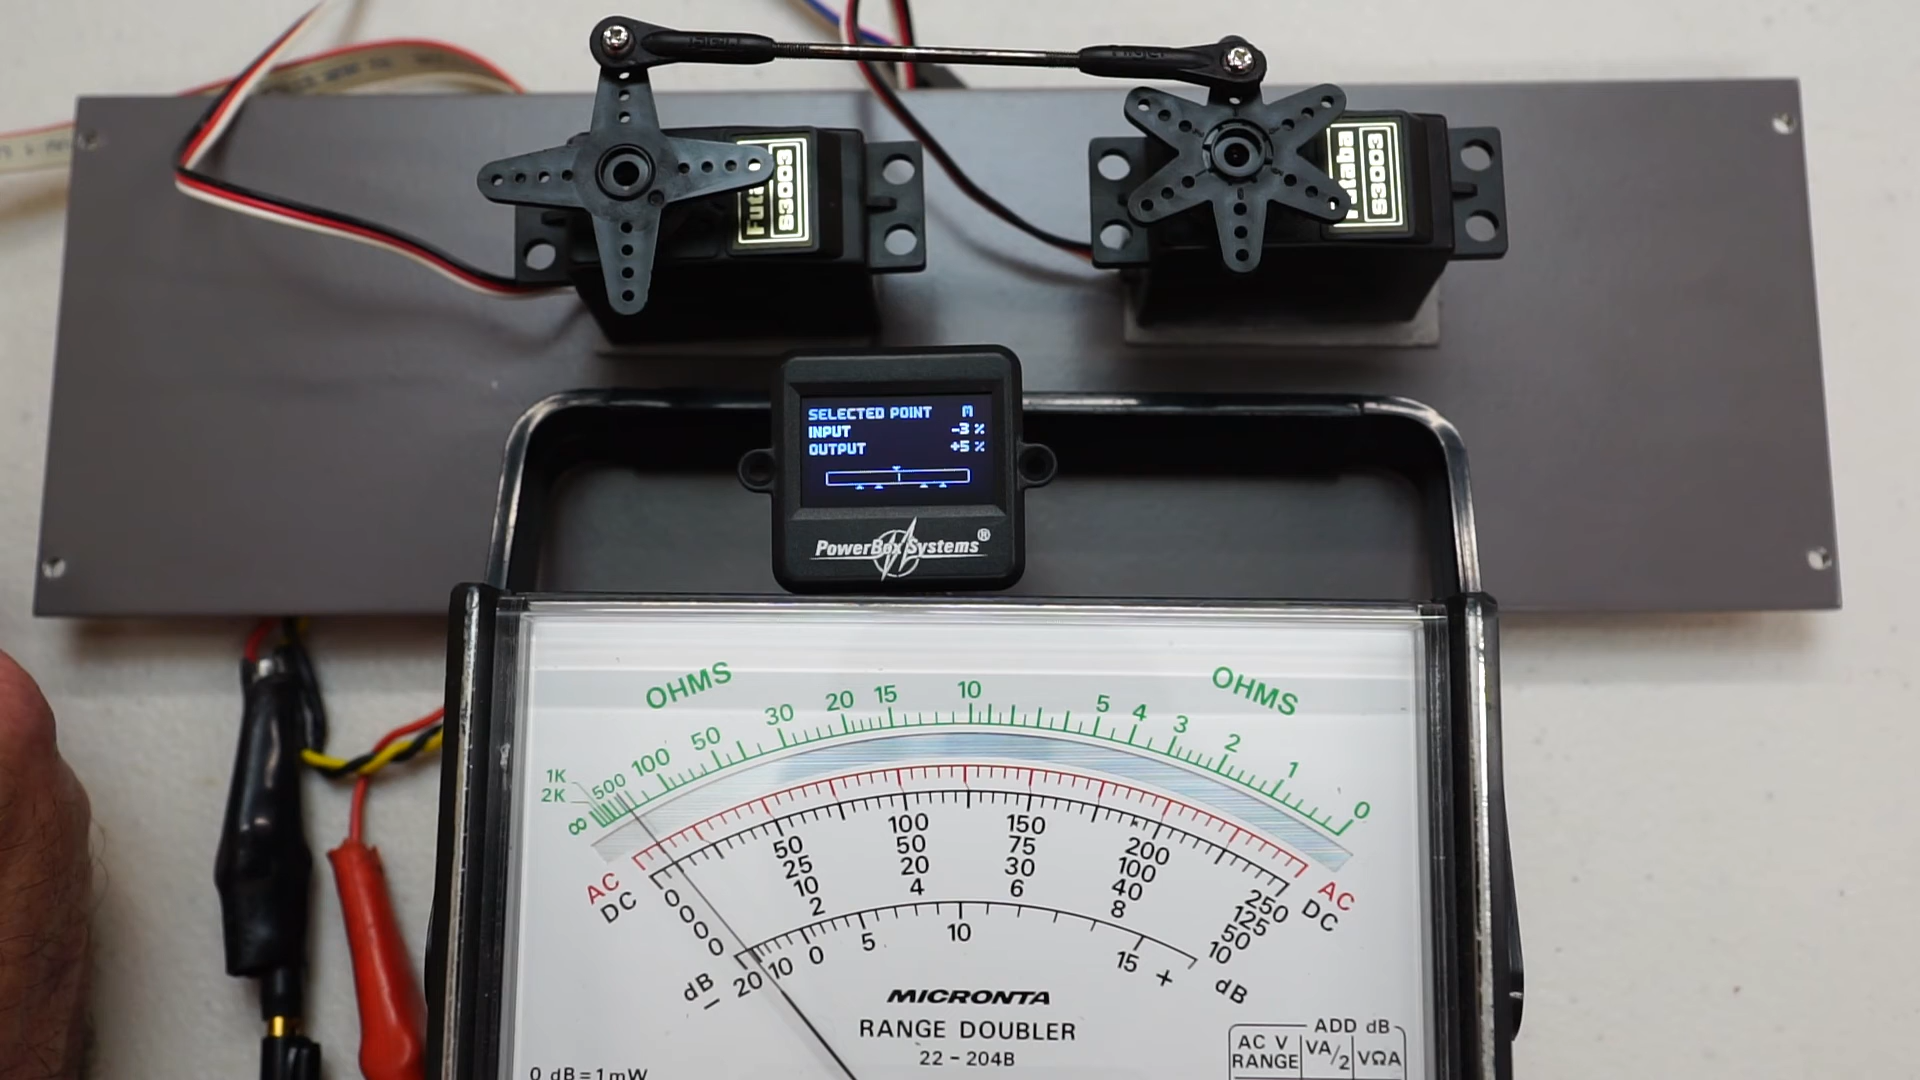 Futaba
S3003
S3003
SELECTED POINT M
INPUT -3 %
OUTPUT +5 %
PowerBox Systems®
OHMS OHMS
1K 2K ∞ 500 100 50 30 20 15 10 5 4 3 2 1 0
AC AC
DC DC
0 50 100 150 200 250
0 25 50 75 100 125
0 10 20 30 40 50
0 2 4 6 8 10
dB - 20 10 0 5 10 15 + dB
MICRONTA
RANGE DOUBLER
22-204B
ADD dB
AC V RANGE VA/2 VΩA
0 dB=1mW